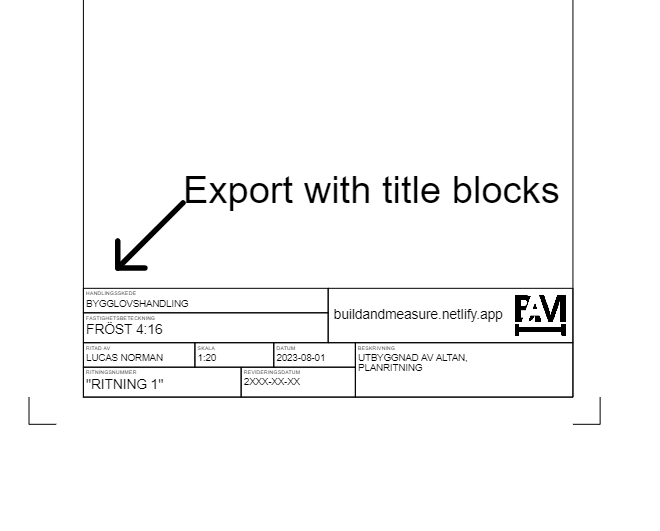 Export with title blocks
HANDLINGSSKEDE
BYGGLOVSHANDLING
FASTIGHETSBETECKNING
FRÖST 4:16
buildandmeasure.netlify.app
BAM
RITAD AV
LUCAS NORMAN
SKALA
1:20
DATUM
2023-08-01
BESKRIVNING
UTBYGGNAD AV ALTAN,
PLANRITNING
RITNINGSNUMMER
"RITNING 1"
REVIDERINGSDATUM
2XXX-XX-XX